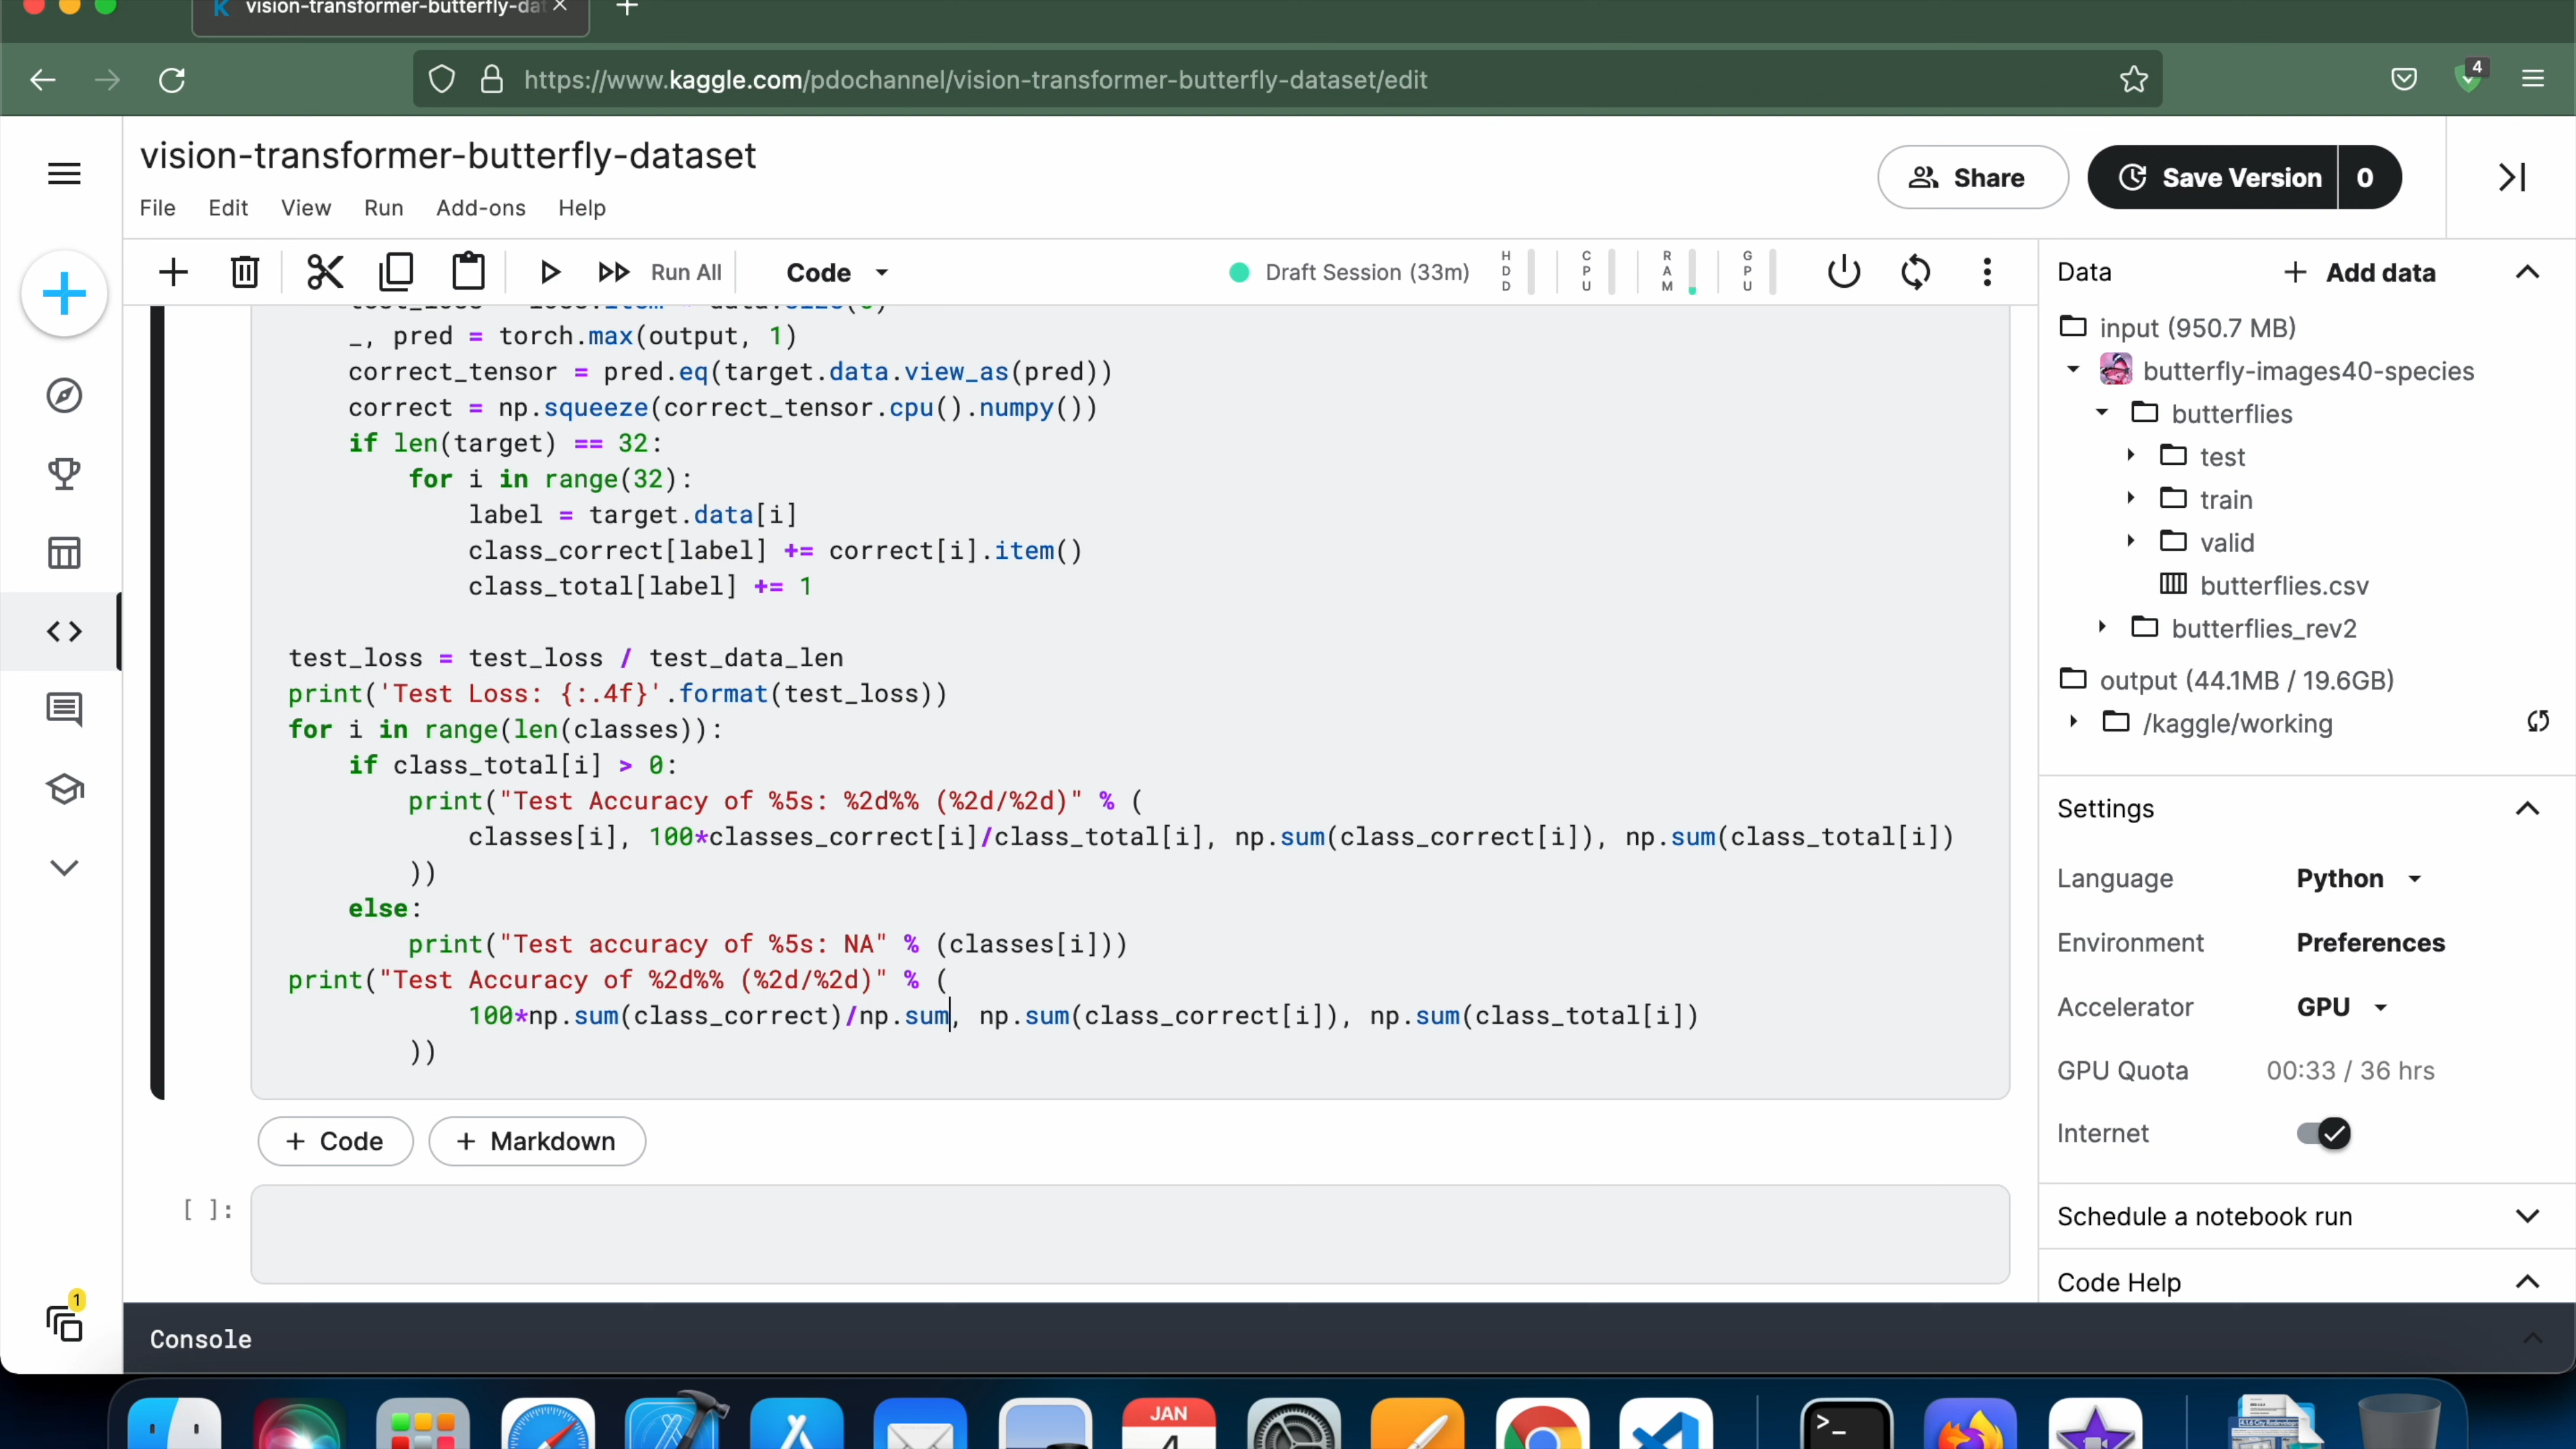 vision-transformer-butterfly-dat
https://www.kaggle.com/pdochannel/vision-transformer-butterfly-dataset/edit
4
vision-transformer-butterfly-dataset
File Edit View Run Add-ons Help
Share
Save Version 0
Run All
Code
Draft Session (33m)
HDD
CPU
RAM
GPU
_, pred = torch.max(output, 1)
correct_tensor = pred.eq(target.data.view_as(pred))
correct = np.squeeze(correct_tensor.cpu().numpy())
if len(target) == 32:
for i in range(32):
label = target.data[i]
class_correct[label] += correct[i].item()
class_total[label] += 1
test_loss = test_loss / test_data_len
print('Test Loss: {:.4f}'.format(test_loss))
for i in range(len(classes)):
if class_total[i] > 0:
print("Test Accuracy of %5s: %2d%% (%2d/%2d)" % (
classes[i], 100*classes_correct[i]/class_total[i], np.sum(class_correct[i]), np.sum(class_total[i])
))
else:
print("Test accuracy of %5s: NA" % (classes[i]))
print("Test Accuracy of %2d%% (%2d/%2d)" % (
100*np.sum(class_correct)/np.sum, np.sum(class_correct[i]), np.sum(class_total[i])
))
+ Code
+ Markdown
[ ]:
Console
1
Data
+ Add data
input (950.7 MB)
butterfly-images40-species
butterflies
test
train
valid
butterflies.csv
butterflies_rev2
output (44.1MB / 19.6GB)
/kaggle/working
Settings
Language Python
Environment Preferences
Accelerator GPU
GPU Quota 00:33 / 36 hrs
Internet
Schedule a notebook run
Code Help
JAN
4